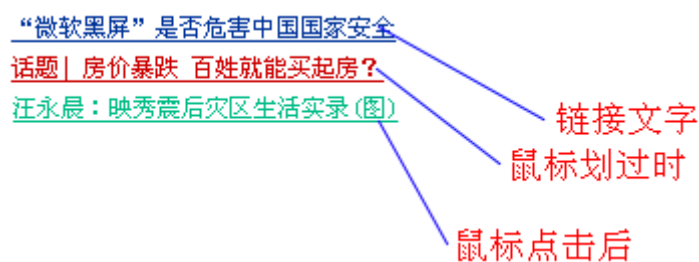 “微软黑屏”是否危害中国国家安全
话题| 房价暴跌 百姓就能买起房？
汪永晨：映秀震后灾区生活实录(图)
链接文字
鼠标划过时
鼠标点击后